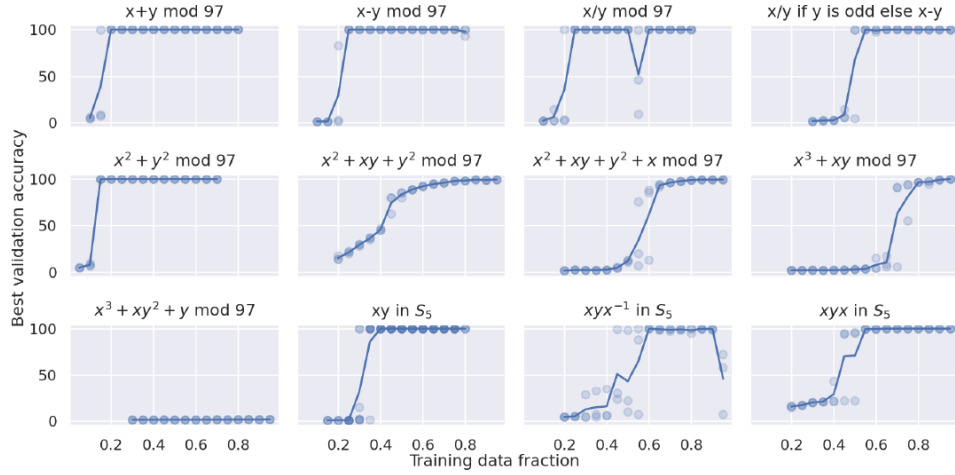 x+y mod 97
x-y mod 97
x/y mod 97
x/y if y is odd else x-y
100
50
0
x² + y² mod 97
x² + xy + y² mod 97
x² + xy + y² + x mod 97
x³ + xy mod 97
Best validation accuracy
100
50
0
x³ + xy² + y mod 97
xy in S₅
xyx⁻¹ in S₅
xyx in S₅
100
50
0
0.2 0.4 0.6 0.8 0.2 0.4 0.6 0.8 0.2 0.4 0.6 0.8 0.2 0.4 0.6 0.8
Training data fraction